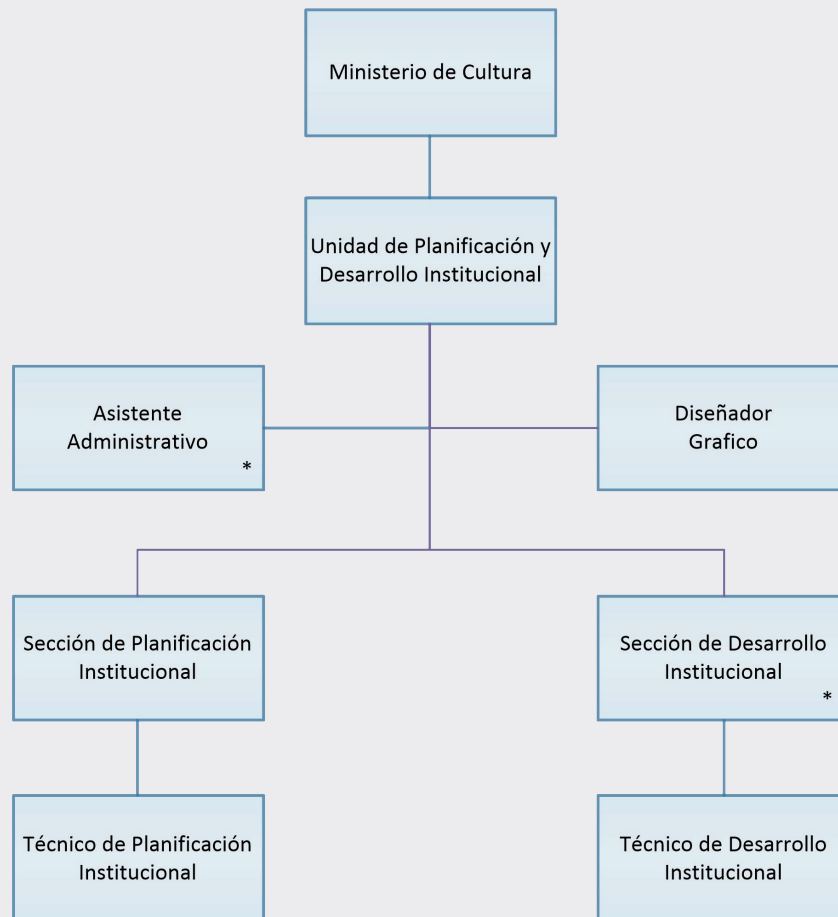 Ministerio de Cultura
Unidad de Planificación y
Desarrollo Institucional
Asistente
Administrativo
*
Diseñador
Grafico
Sección de Planificación
Institucional
Sección de Desarrollo
Institucional
*
Técnico de Planificación
Institucional
Técnico de Desarrollo
Institucional